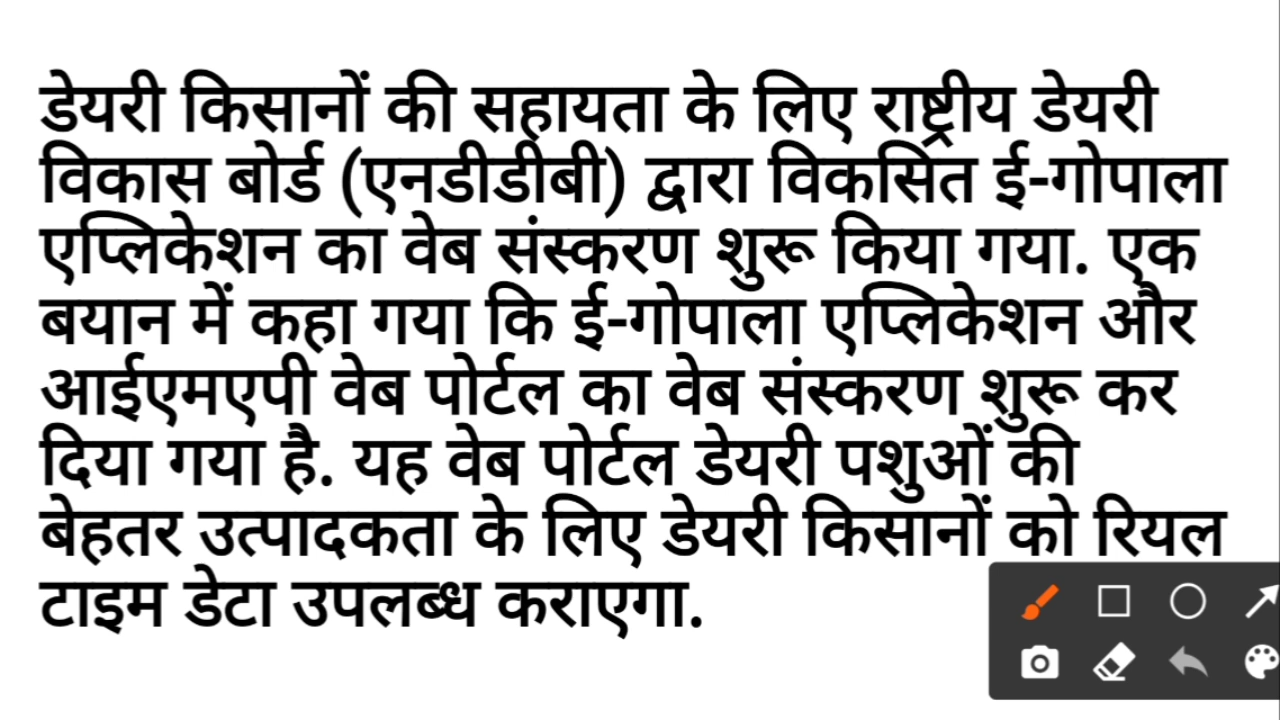 डेयरी किसानों की सहायता के लिए राष्ट्रीय डेयरी
विकास बोर्ड (एनडीडीबी) द्वारा विकसित ई-गोपाला
एप्लिकेशन का वेब संस्करण शुरू किया गया. एक
बयान में कहा गया कि ई-गोपाला एप्लिकेशन और
आईएमएपी वेब पोर्टल का वेब संस्करण शुरू कर
दिया गया है. यह वेब पोर्टल डेयरी पशुओं की
बेहतर उत्पादकता के लिए डेयरी किसानों को रियल
टाइम डेटा उपलब्ध कराएगा.